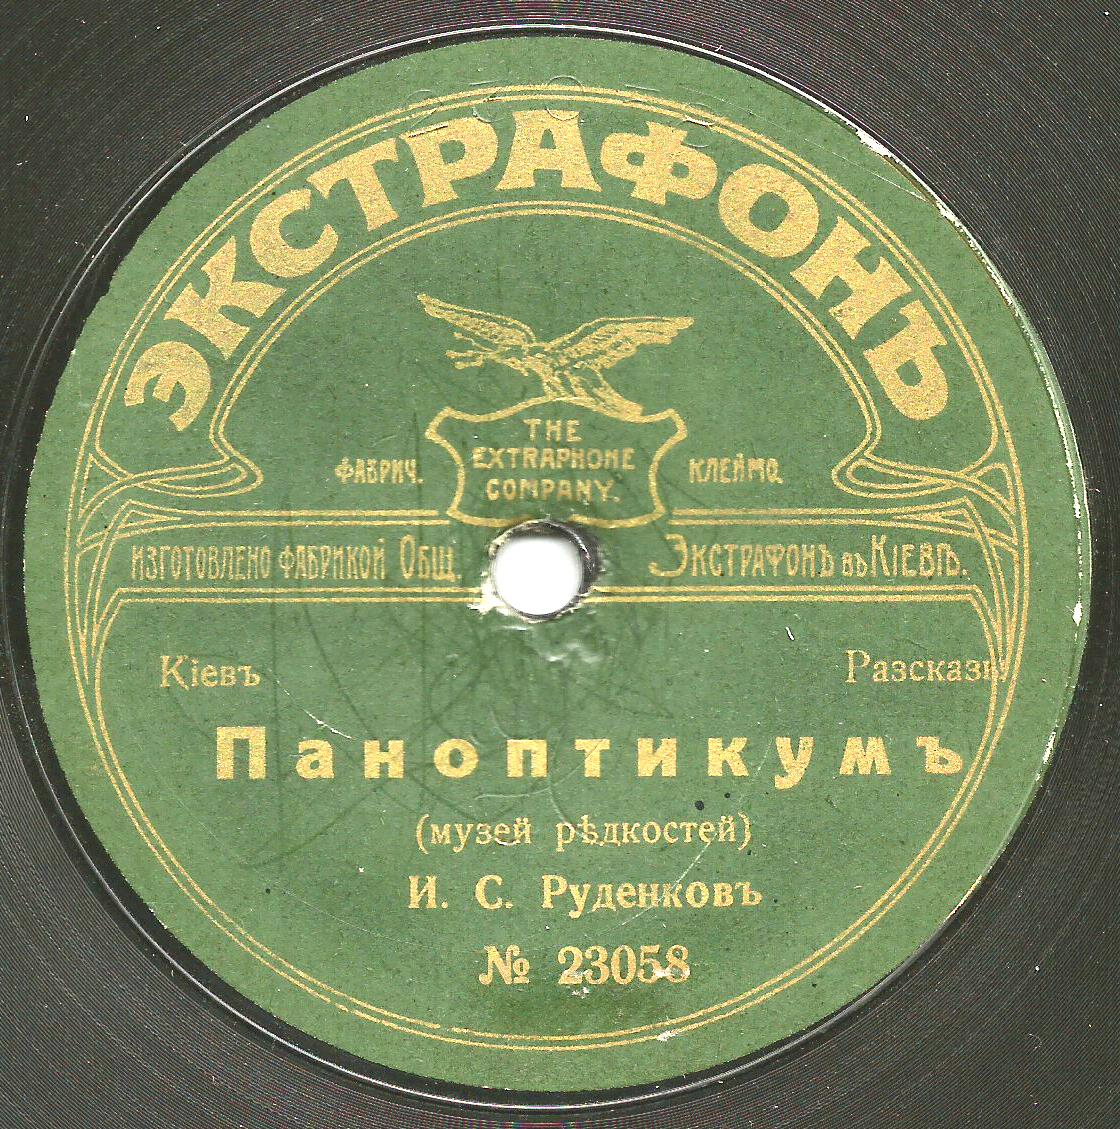 ЭКСТРАФОНЪ
THE
EXTRAPHONE
COMPANY.
ФАБРИЧ. КЛЕЙМО.
ИЗГОТОВЛЕНО ФАБРИКОЙ ОБЩ. ЭКСТРАФОНЪ ВЪ КІЕВѢ.
Кіевъ Разсказы
Паноптикумъ
(музей рѣдкостей)
И. С. Руденковъ
№ 23058